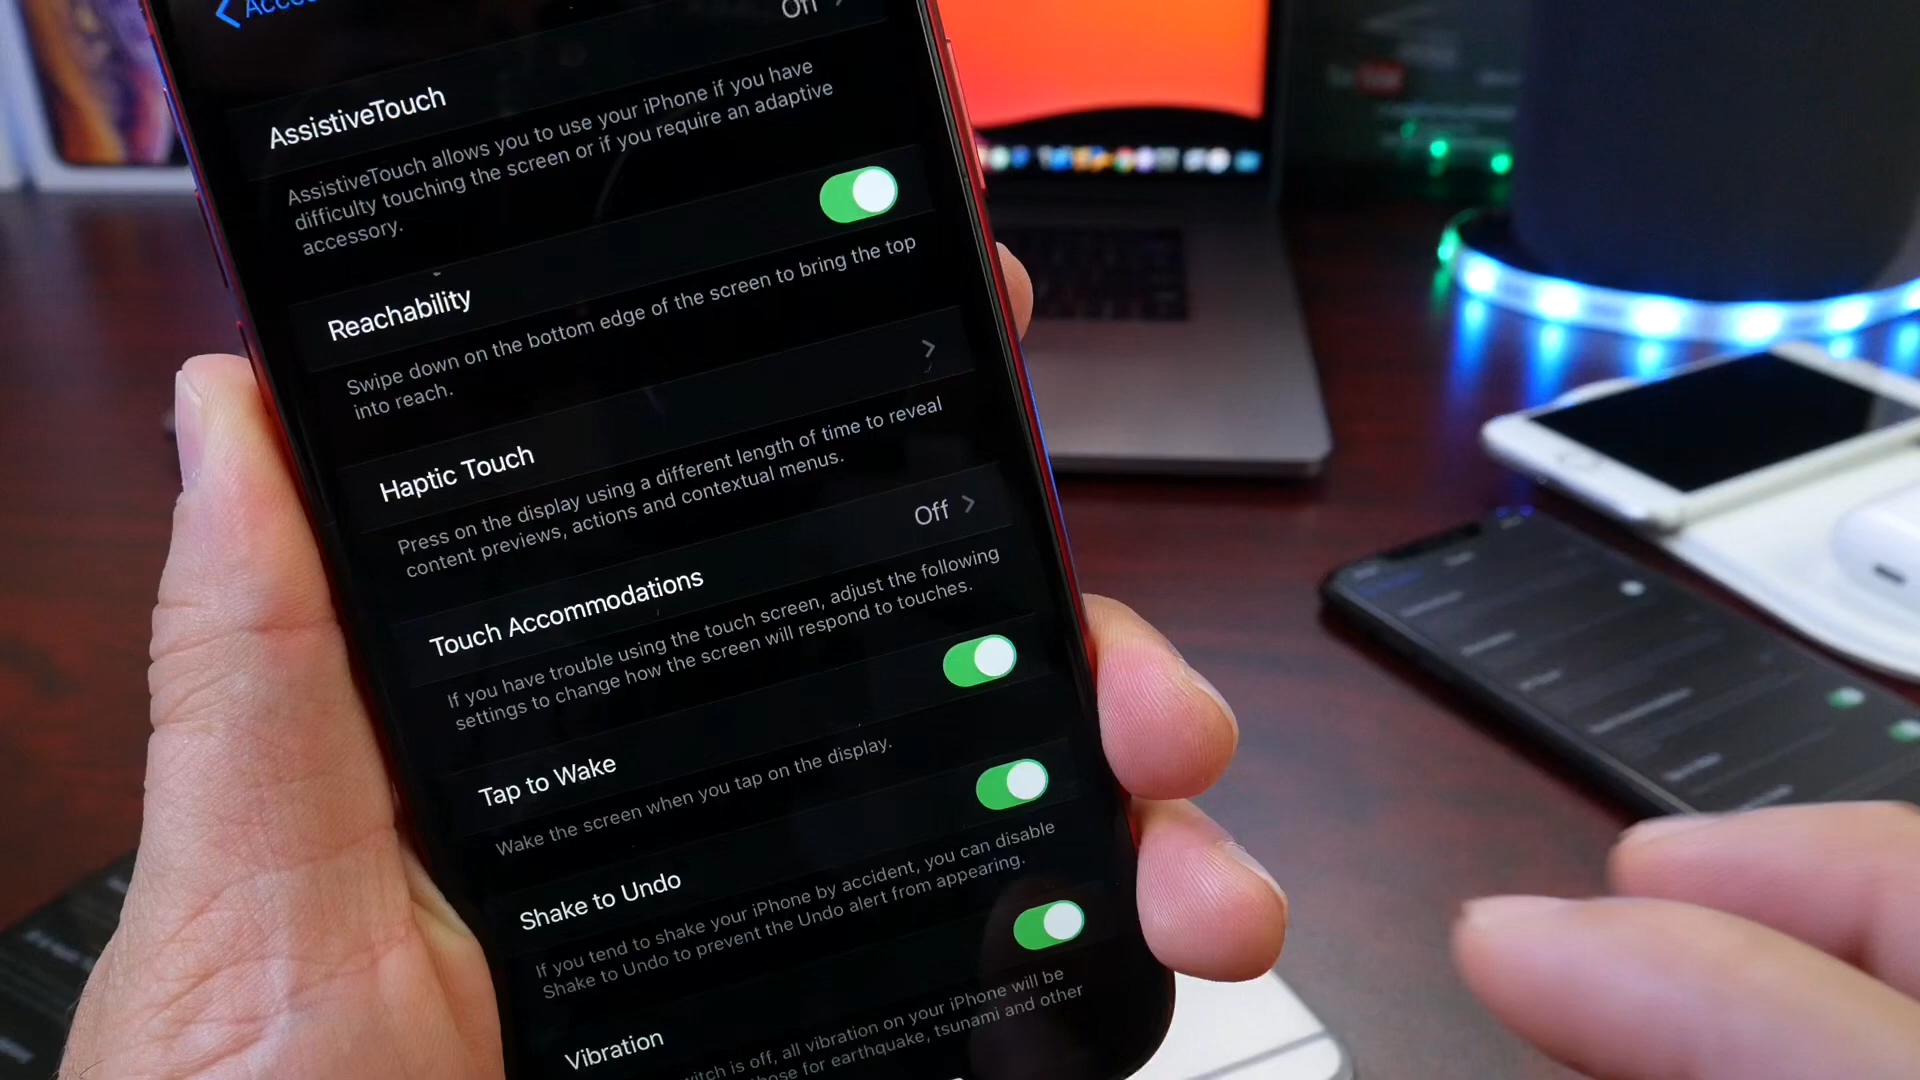 AssistiveTouch
Off
AssistiveTouch allows you to use your iPhone if you have
difficulty touching the screen or if you require an adaptive
accessory.
Reachability
Swipe down on the bottom edge of the screen to bring the top
into reach.
Haptic Touch
Press on the display using a different length of time to reveal
content previews, actions and contextual menus.
Touch Accommodations
Off
If you have trouble using the touch screen, adjust the following
settings to change how the screen will respond to touches.
Tap to Wake
Wake the screen when you tap on the display.
Shake to Undo
If you tend to shake your iPhone by accident, you can disable
Shake to Undo to prevent the Undo alert from appearing.
Vibration
is off, all vibration on your iPhone will be
for earthquake, tsunami and other